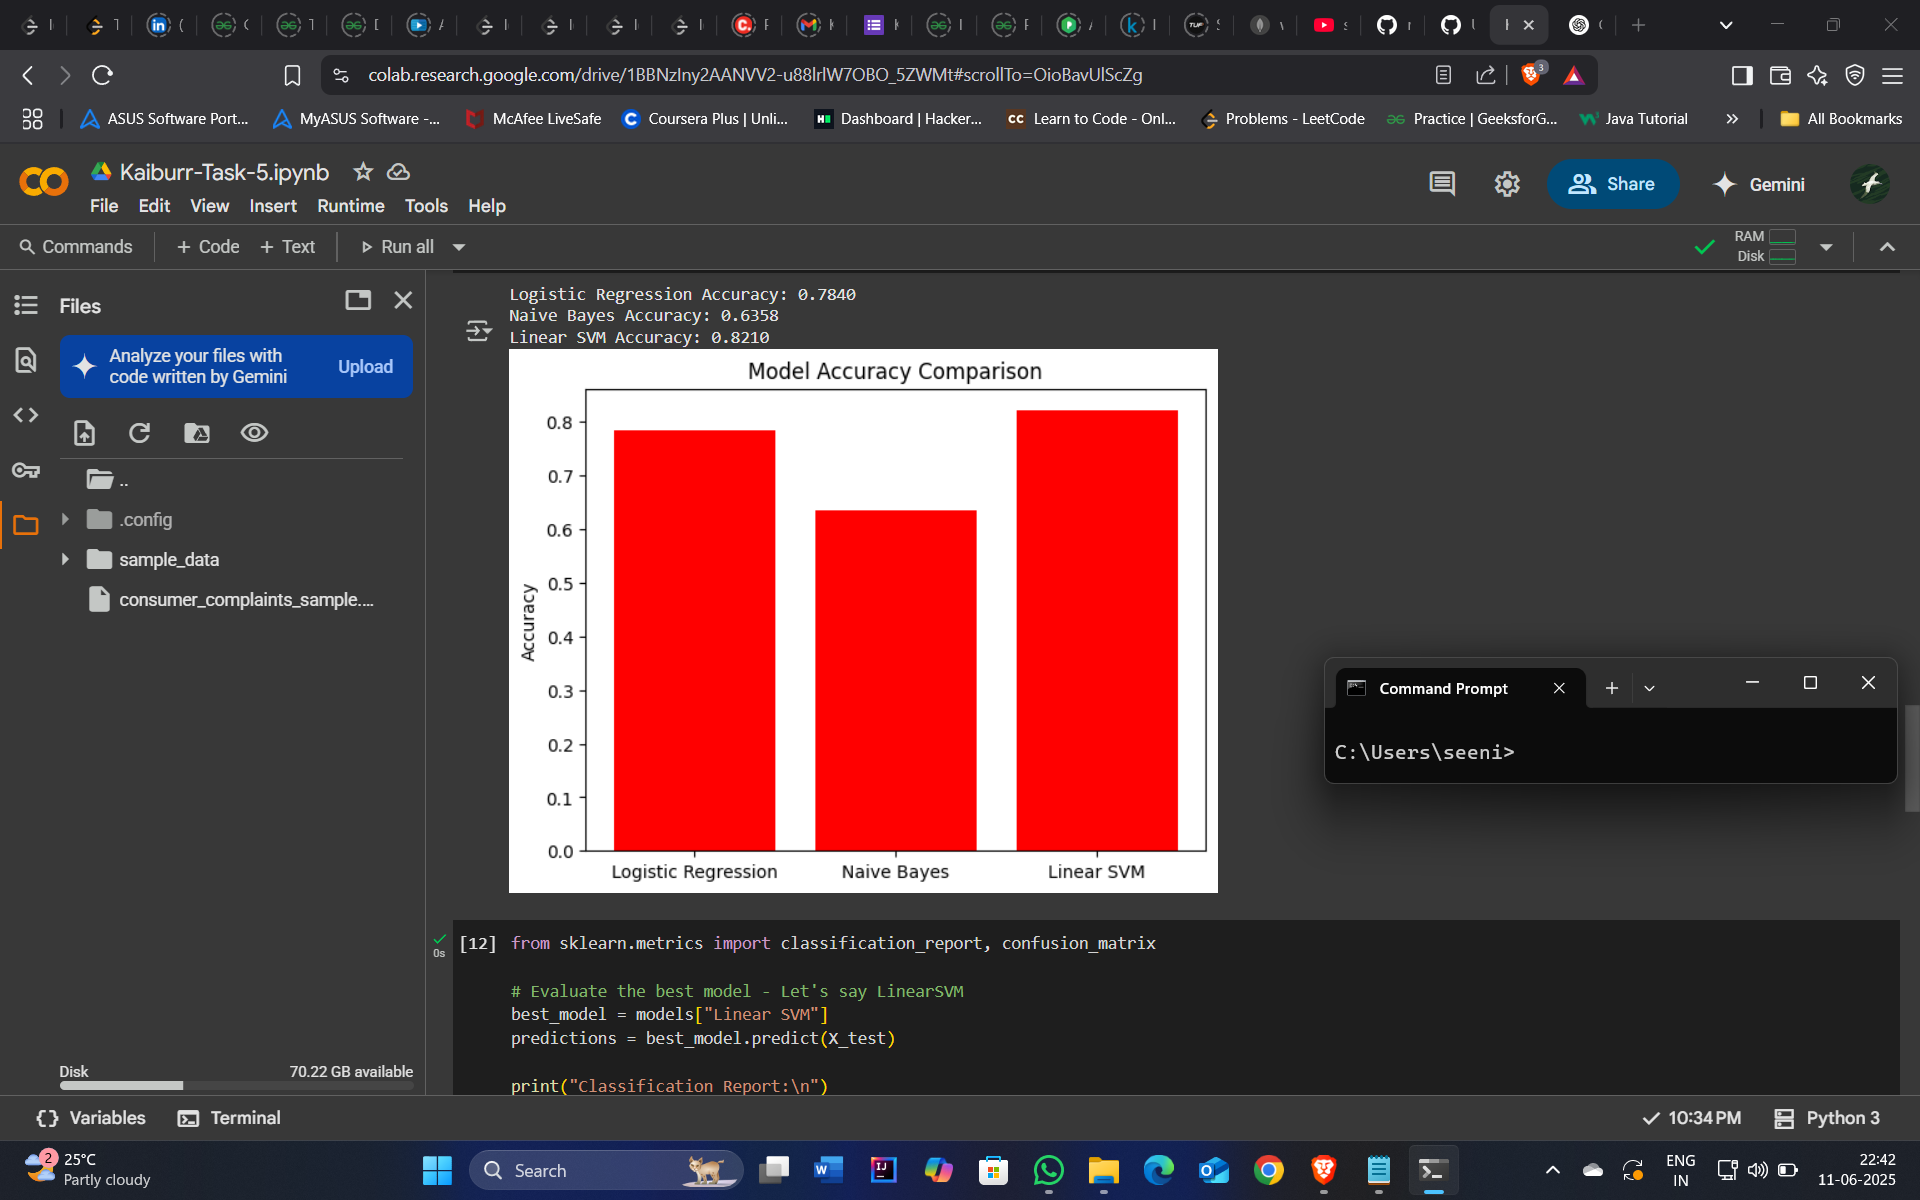 colab.research.google.com/drive/1BBNzIny2AANVV2-u88lrlW7OBO_5ZWMt#scrollTo=OioBavUlScZg
3
ASUS Software Port...
MyASUS Software -...
McAfee LiveSafe
Coursera Plus | Unli...
Dashboard | Hacker...
Learn to Code - Onl...
Problems - LeetCode
Practice | GeeksforG...
Java Tutorial
All Bookmarks
Kaiburr-Task-5.ipynb
File Edit View Insert Runtime Tools Help
Share
Gemini
Commands
+ Code
+ Text
Run all
RAM
Disk
Files
Analyze your files with
code written by Gemini
Upload
..
.config
sample_data
consumer_complaints_sample....
Disk
70.22 GB available
Logistic Regression Accuracy: 0.7840
Naive Bayes Accuracy: 0.6358
Linear SVM Accuracy: 0.8210
Model Accuracy Comparison
0.8
0.7
0.6
0.5
0.4
0.3
0.2
0.1
0.0
Accuracy
Logistic Regression
Naive Bayes
Linear SVM
Command Prompt
C:\Users\seeni>
0s
[12] from sklearn.metrics import classification_report, confusion_matrix
# Evaluate the best model - Let's say LinearSVM
best_model = models["Linear SVM"]
predictions = best_model.predict(X_test)
print("Classification Report:\n")
Variables
Terminal
10:34 PM
Python 3
2
25°C
Partly cloudy
Search
ENG
IN
22:42
11-06-2025